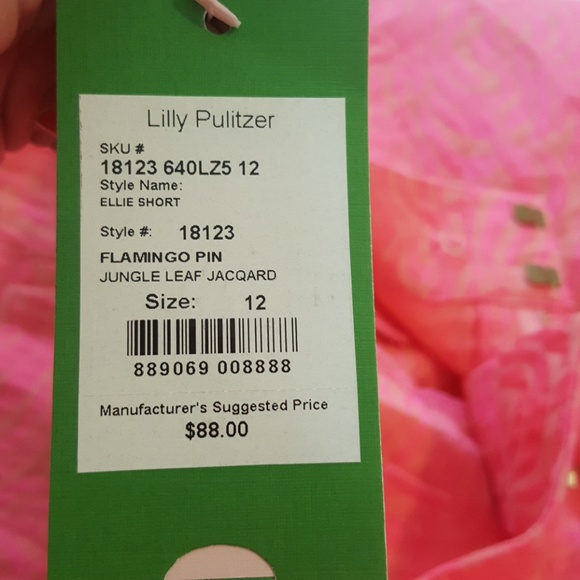 Lilly Pulitzer
SKU #
18123 640LZ5 12
Style Name:
ELLIE SHORT
Style #: 18123
FLAMINGO PIN
JUNGLE LEAF JACQARD
Size: 12
889069 008888
Manufacturer's Suggested Price
$88.00